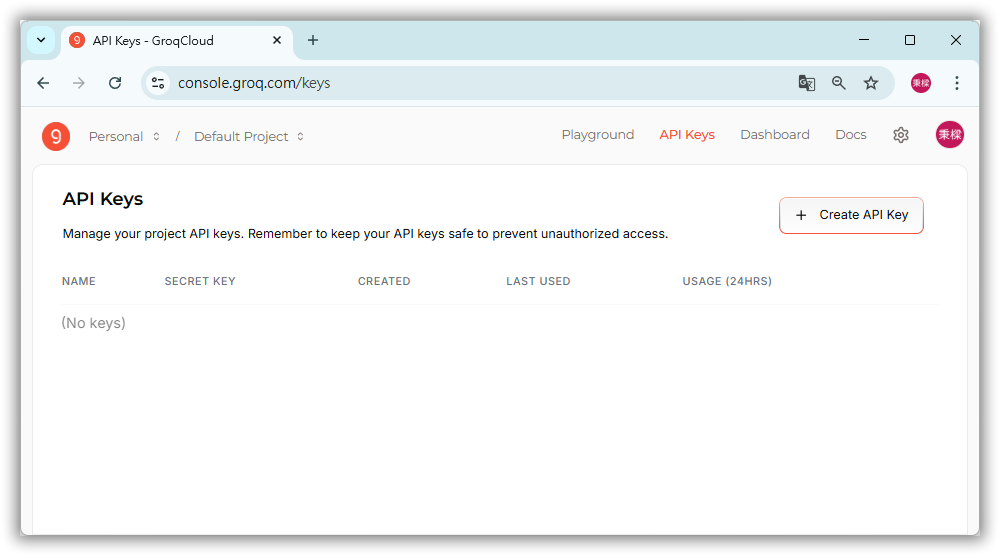 API Keys - GroqCloud
console.groq.com/keys
秉樑
Personal / Default Project
Playground API Keys Dashboard Docs
秉樑
API Keys
Create API Key
Manage your project API keys. Remember to keep your API keys safe to prevent unauthorized access.
NAME SECRET KEY CREATED LAST USED USAGE (24HRS)
(No keys)